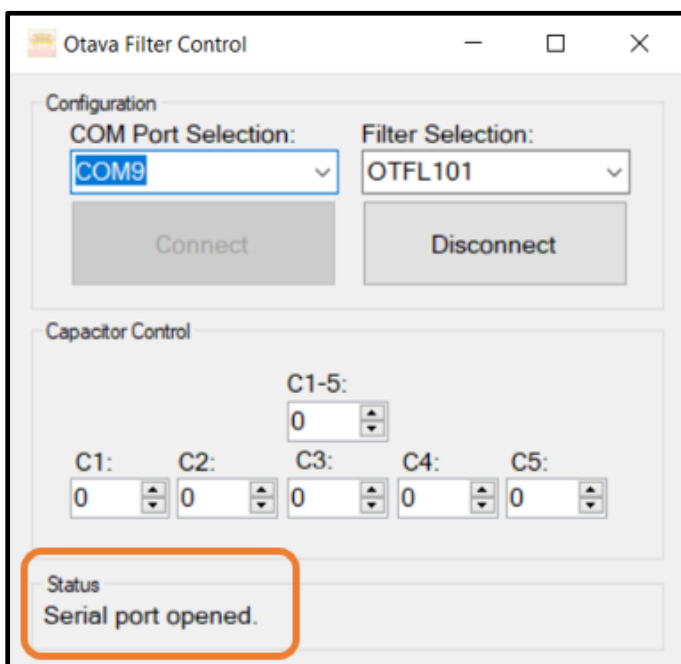 Otava Filter Control
Configuration
COM Port Selection: Filter Selection:
COM9 OTFL101
Connect Disconnect
Capacitor Control
C1-5:
0
C1: C2: C3: C4: C5:
0 0 0 0 0
Status
Serial port opened.